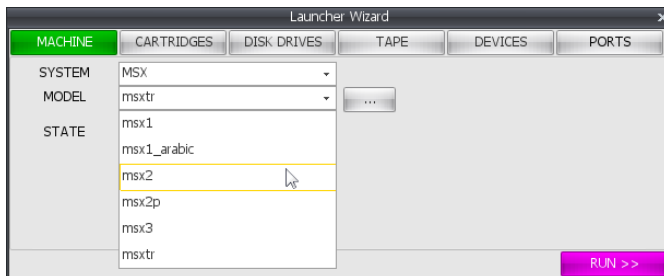 Launcher Wizard x
MACHINE CARTRIDGES DISK DRIVES TAPE DEVICES PORTS
SYSTEM MSX
MODEL msxtr ...
msx1
STATE
msx1_arabic
msx2
msx2p
msx3
msxtr
RUN >>